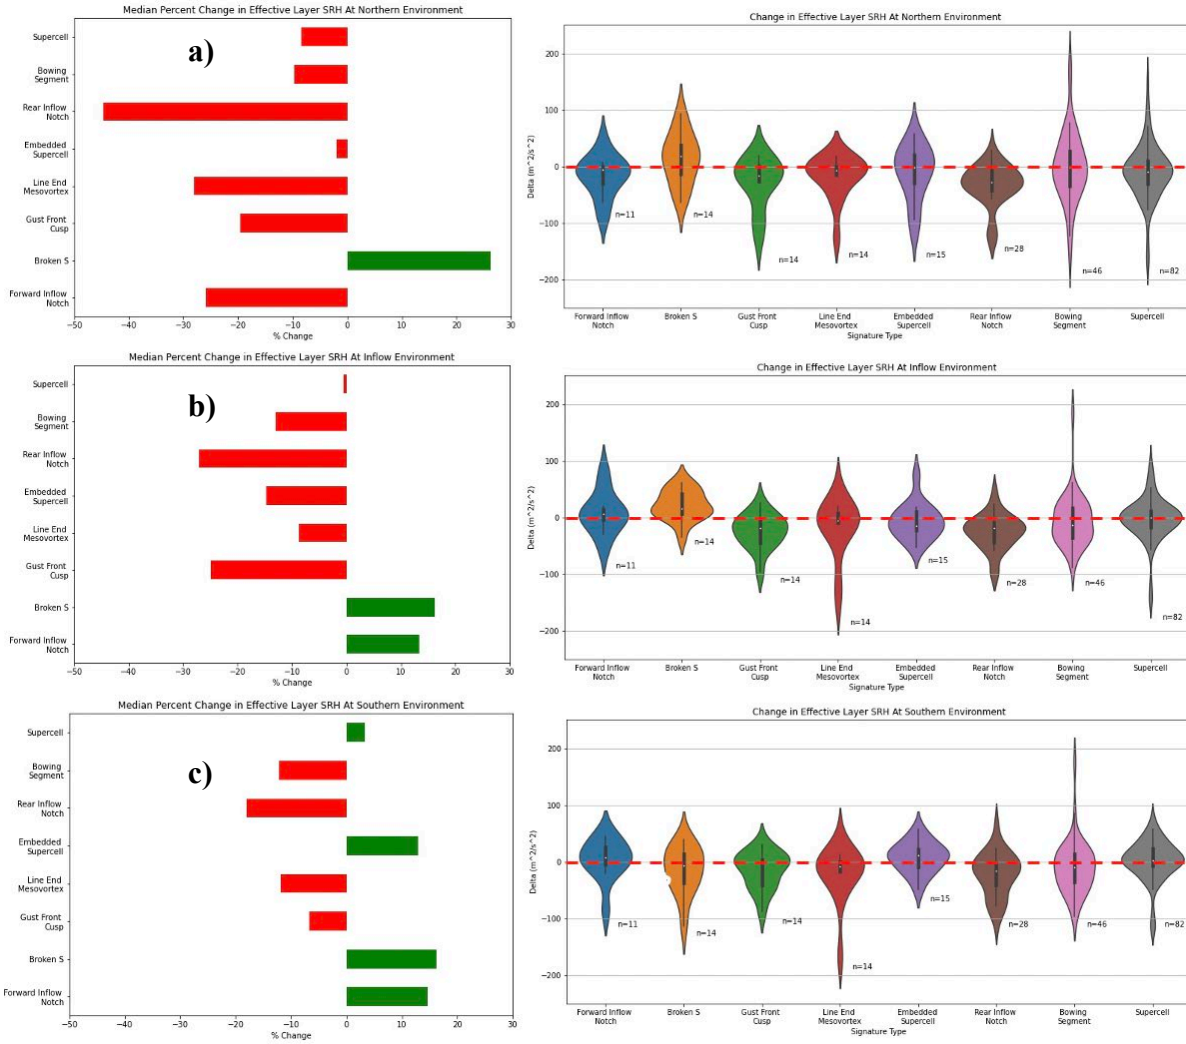 Median Percent Change in Effective Layer SRH At Northern Environment
a)
Supercell
Bowing
Segment
Rear Inflow
Notch
Embedded
Supercell
Line End
Mesovortex
Gust Front
Cusp
Broken S
Forward Inflow
Notch
−50 −40 −30 −20 −10 0 10 20 30
% Change
Change in Effective Layer SRH At Northern Environment
Delta (m^2/s^2)
200
100
0
−100
−200
n=11
n=14
n=14
n=14
n=15
n=28
n=46
n=82
Forward Inflow Broken S Gust Front Line End Embedded Rear Inflow Bowing Supercell
Notch Cusp Mesovortex Supercell Notch Segment
Signature Type
Median Percent Change in Effective Layer SRH At Inflow Environment
b)
Supercell
Bowing
Segment
Rear Inflow
Notch
Embedded
Supercell
Line End
Mesovortex
Gust Front
Cusp
Broken S
Forward Inflow
Notch
−50 −40 −30 −20 −10 0 10 20 30
% Change
Change in Effective Layer SRH At Inflow Environment
Delta (m^2/s^2)
200
100
0
−100
−200
n=11
n=14
n=14
n=14
n=15
n=28
n=46
n=82
Forward Inflow Broken S Gust Front Line End Embedded Rear Inflow Bowing Supercell
Notch Cusp Mesovortex Supercell Notch Segment
Signature Type
Median Percent Change in Effective Layer SRH At Southern Environment
c)
Supercell
Bowing
Segment
Rear Inflow
Notch
Embedded
Supercell
Line End
Mesovortex
Gust Front
Cusp
Broken S
Forward Inflow
Notch
−50 −40 −30 −20 −10 0 10 20 30
% Change
Change in Effective Layer SRH At Southern Environment
Delta (m^2/s^2)
200
100
0
−100
−200
n=11
n=14
n=14
n=14
n=15
n=28
n=46
n=82
Forward Inflow Broken S Gust Front Line End Embedded Rear Inflow Bowing Supercell
Notch Cusp Mesovortex Supercell Notch Segment
Signature Type